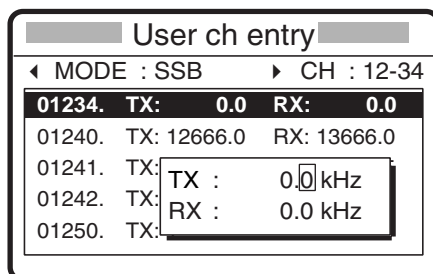 User ch entry
◂ MODE : SSB ▸ CH : 12-34
01234. TX: 0.0 RX: 0.0
01240. TX: 12666.0 RX: 13666.0
01241. TX:
01242. TX:
01250. TX:
TX : 0.0 kHz
RX : 0.0 kHz